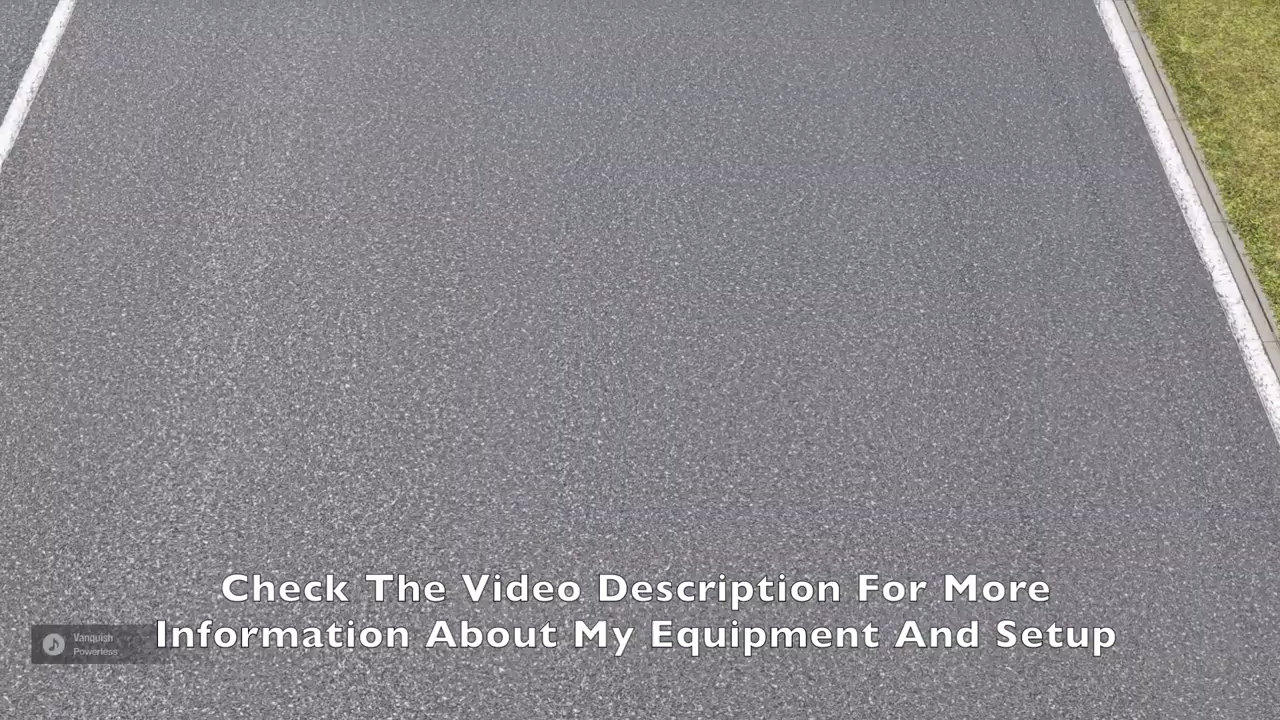 Check The Video Description For More
Information About My Equipment And Setup
Vanquish
Powerless